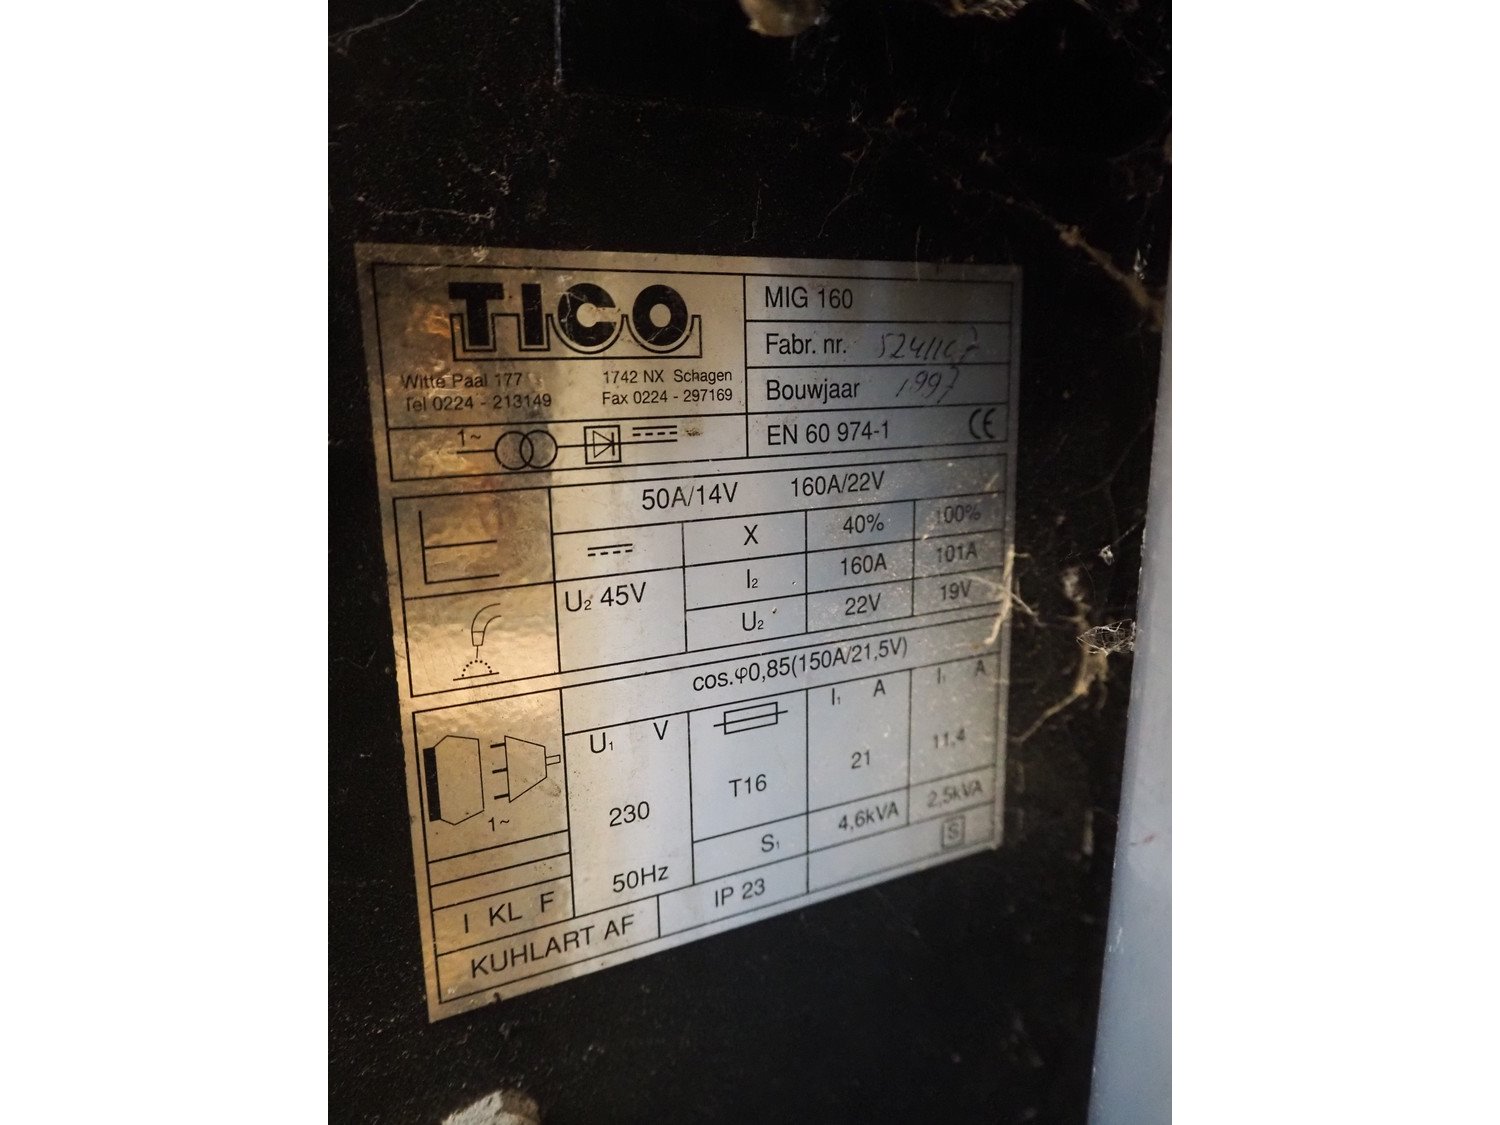 TICO
Witte Paal 177 1742 NX Schagen
Tel 0224 - 213149 Fax 0224 - 297169
MIG 160
Fabr. nr.
Bouwjaar 1997
EN 60 974-1 CE
1~
50A/14V 160A/22V
X 40% 100%
I₂ 160A 101A
U₂ 45V
U₂ 22V 19V
cos.φ0,85(150A/21,5V)
U₁ V I₁ A I₁ A
230 T16 21 11,4
1~
50Hz S₁ 4,6kVA 2,5kVA
S
I KL F
KUHLART AF IP 23